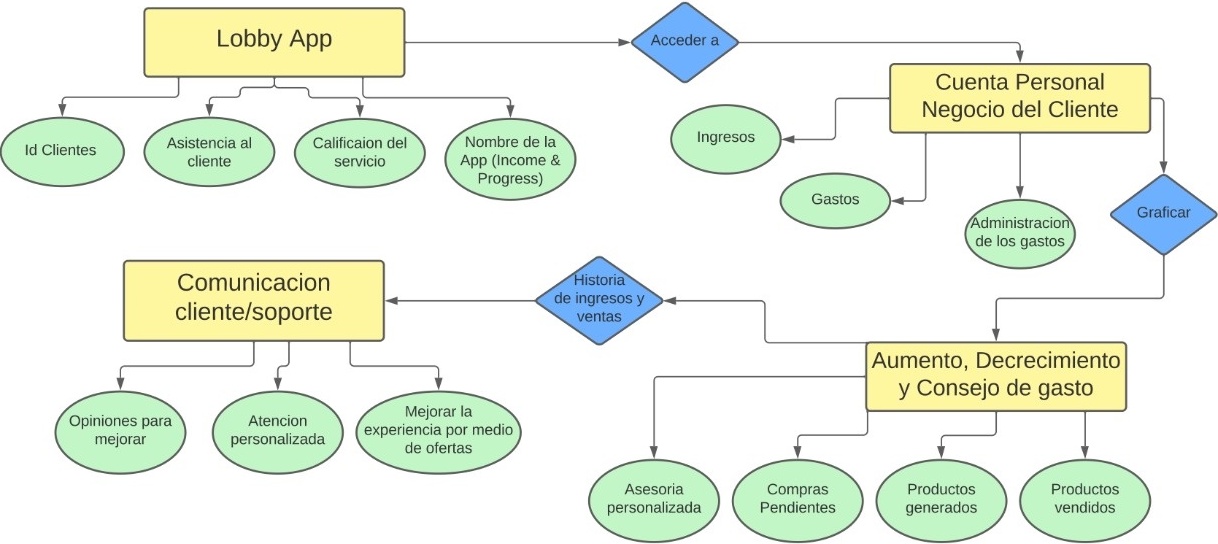 Lobby App
Acceder a
Cuenta Personal
Negocio del Cliente
Id Clientes
Asistencia al
cliente
Calificaion del
servicio
Nombre de la
App (Income &
Progress)
Ingresos
Gastos
Administracion
de los gastos
Graficar
Comunicacion
cliente/soporte
Historia
de ingresos y
ventas
Aumento, Decrecimiento
y Consejo de gasto
Opiniones para
mejorar
Atencion
personalizada
Mejorar la
experiencia por medio
de ofertas
Asesoria
personalizada
Compras
Pendientes
Productos
generados
Productos
vendidos